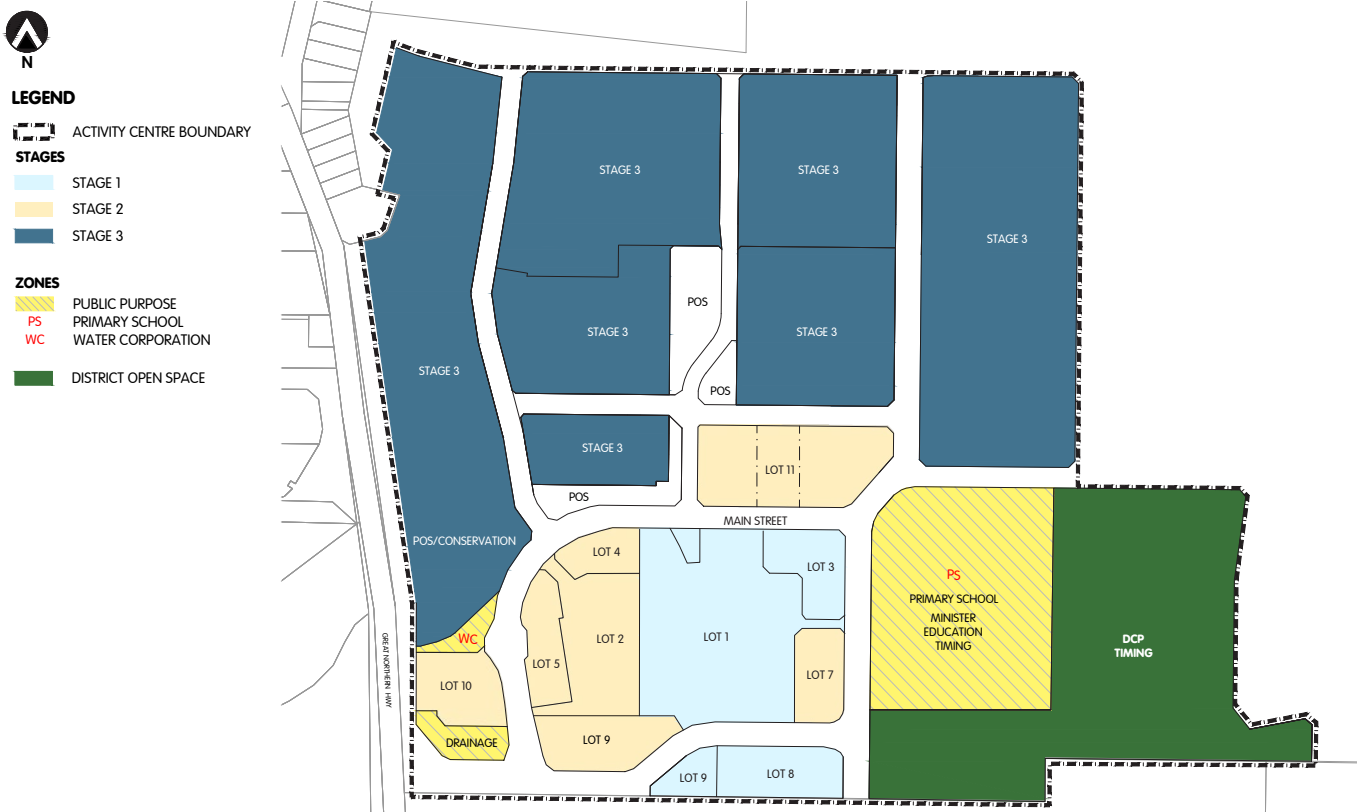 N
LEGEND
ACTIVITY CENTRE BOUNDARY
STAGES
STAGE 1
STAGE 2
STAGE 3
ZONES
PUBLIC PURPOSE
PS PRIMARY SCHOOL
WC WATER CORPORATION
DISTRICT OPEN SPACE
STAGE 3
STAGE 3
STAGE 3
POS
STAGE 3
STAGE 3
STAGE 3
POS
STAGE 3
LOT 11
POS
MAIN STREET
POS/CONSERVATION
LOT 4
LOT 3
PS
PRIMARY SCHOOL
MINISTER
EDUCATION
TIMING
WC
LOT 2
LOT 1
DCP
TIMING
LOT 5
LOT 7
GREAT NORTHERN HWY
LOT 10
DRAINAGE
LOT 9
LOT 9
LOT 8